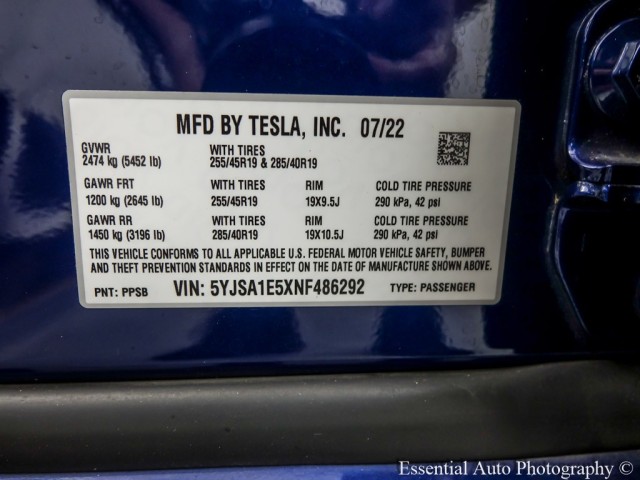 MFD BY TESLA, INC. 07/22
GVWR WITH TIRES
2474 kg (5452 lb) 255/45R19 & 285/40R19
GAWR FRT WITH TIRES RIM COLD TIRE PRESSURE
1200 kg (2645 lb) 255/45R19 19X9.5J 290 kPa, 42 psi
GAWR RR WITH TIRES RIM COLD TIRE PRESSURE
1450 kg (3196 lb) 285/40R19 19X10.5J 290 kPa, 42 psi
THIS VEHICLE CONFORMS TO ALL APPLICABLE U.S. FEDERAL MOTOR VEHICLE SAFETY, BUMPER
AND THEFT PREVENTION STANDARDS IN EFFECT ON THE DATE OF MANUFACTURE SHOWN ABOVE.
PNT: PPSB VIN: 5YJSA1E5XNF486292 TYPE: PASSENGER
Essential Auto Photography ©